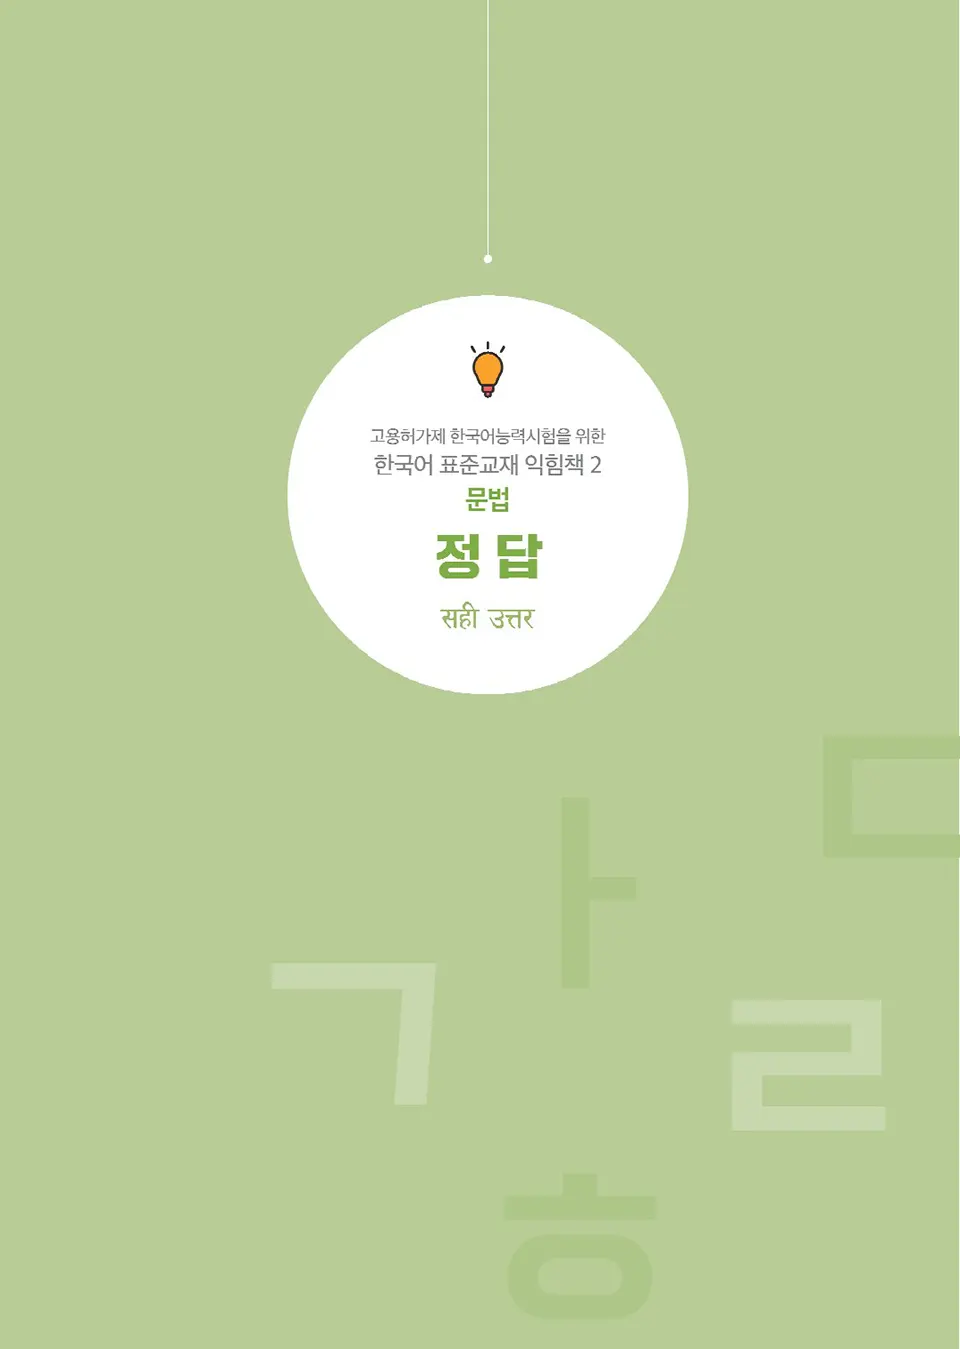 고용허가제 한국어능력시험을 위한
한국어 표준교재 익힘책 2
문법
정답
सही उत्तर
ㄷ
ㅏ
ㄱ
ㄹ
ㅎ